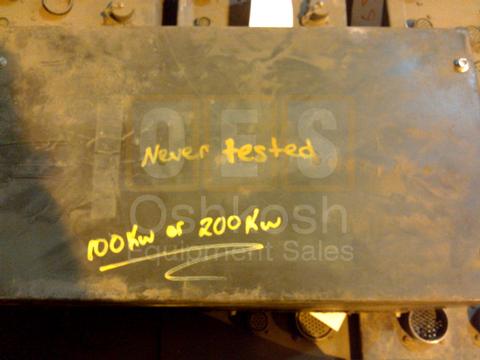 OES
Never tested
Oshkosh
100KW or 200KW
Equipment Sales